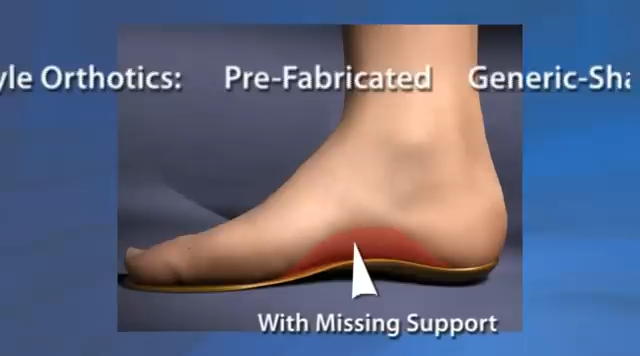 yle Orthotics: Pre-Fabricated Generic-Sha
With Missing Support